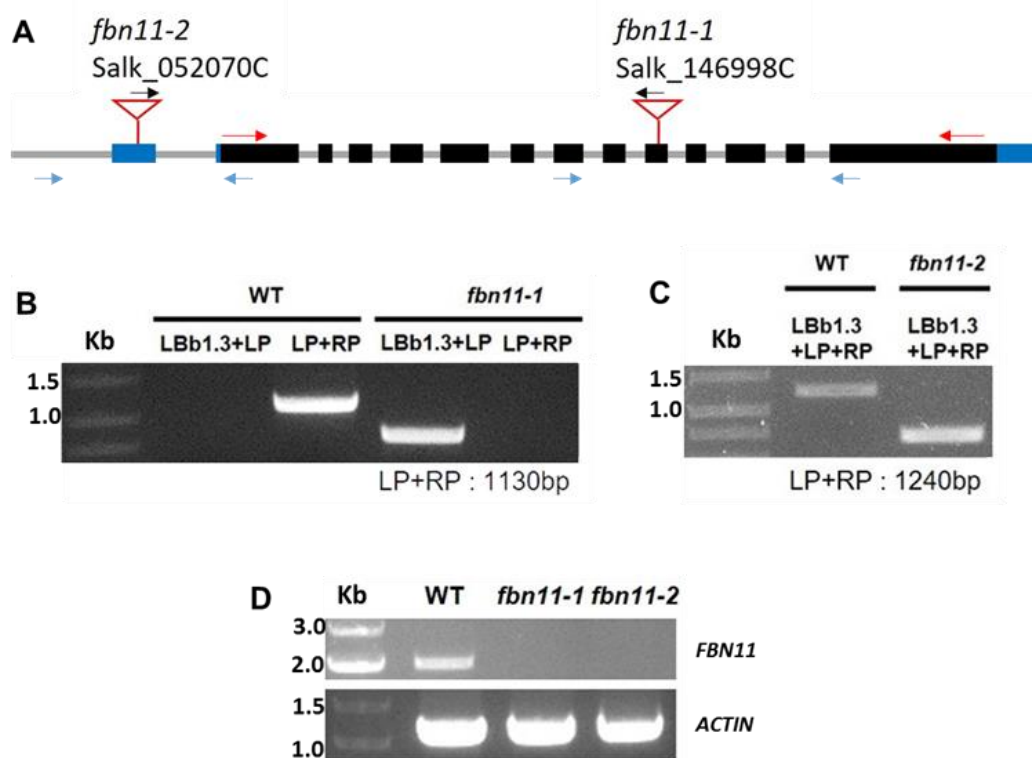 A
fbn11-2
Salk_052070C
fbn11-1
Salk_146998C
B
WT
fbn11-1
Kb
LBb1.3+LP
LP+RP
LBb1.3+LP
LP+RP
1.5
1.0
LP+RP : 1130bp
C
WT
fbn11-2
Kb
LBb1.3
+LP+RP
LBb1.3
+LP+RP
1.5
1.0
LP+RP : 1240bp
D
Kb
WT
fbn11-1
fbn11-2
3.0
2.0
FBN11
1.5
1.0
ACTIN